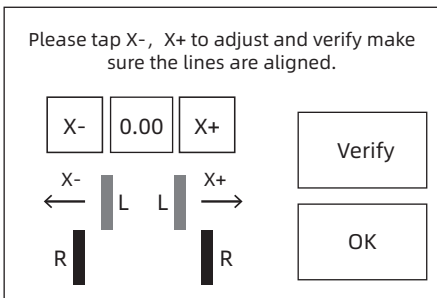 Please tap X-, X+ to adjust and verify make
sure the lines are aligned.
X- 0.00 X+
Verify
X- X+
L L
OK
R R